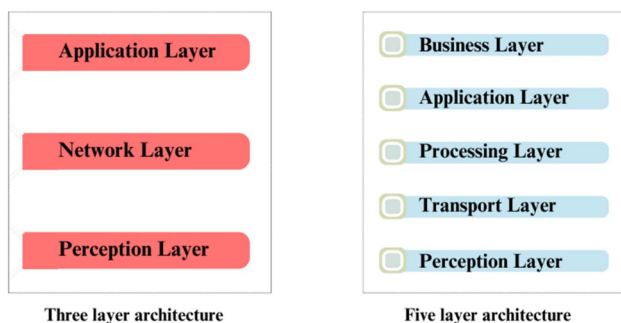 Application Layer
Network Layer
Perception Layer
Three layer architecture
Business Layer
Application Layer
Processing Layer
Transport Layer
Perception Layer
Five layer architecture